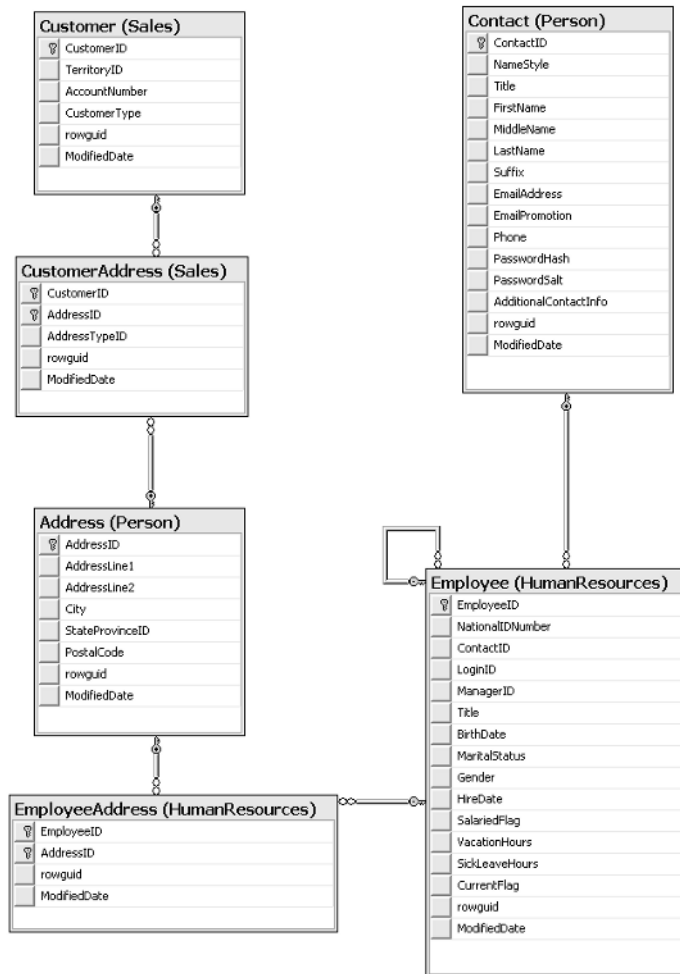 Customer (Sales)
CustomerID
TerritoryID
AccountNumber
CustomerType
rowguid
ModifiedDate
CustomerAddress (Sales)
CustomerID
AddressID
AddressTypeID
rowguid
ModifiedDate
Address (Person)
AddressID
AddressLine1
AddressLine2
City
StateProvinceID
PostalCode
rowguid
ModifiedDate
EmployeeAddress (HumanResources)
EmployeeID
AddressID
rowguid
ModifiedDate
Contact (Person)
ContactID
NameStyle
Title
FirstName
MiddleName
LastName
Suffix
EmailAddress
EmailPromotion
Phone
PasswordHash
PasswordSalt
AdditionalContactInfo
rowguid
ModifiedDate
Employee (HumanResources)
EmployeeID
NationalIDNumber
ContactID
LoginID
ManagerID
Title
BirthDate
MaritalStatus
Gender
HireDate
SalariedFlag
VacationHours
SickLeaveHours
CurrentFlag
rowguid
ModifiedDate